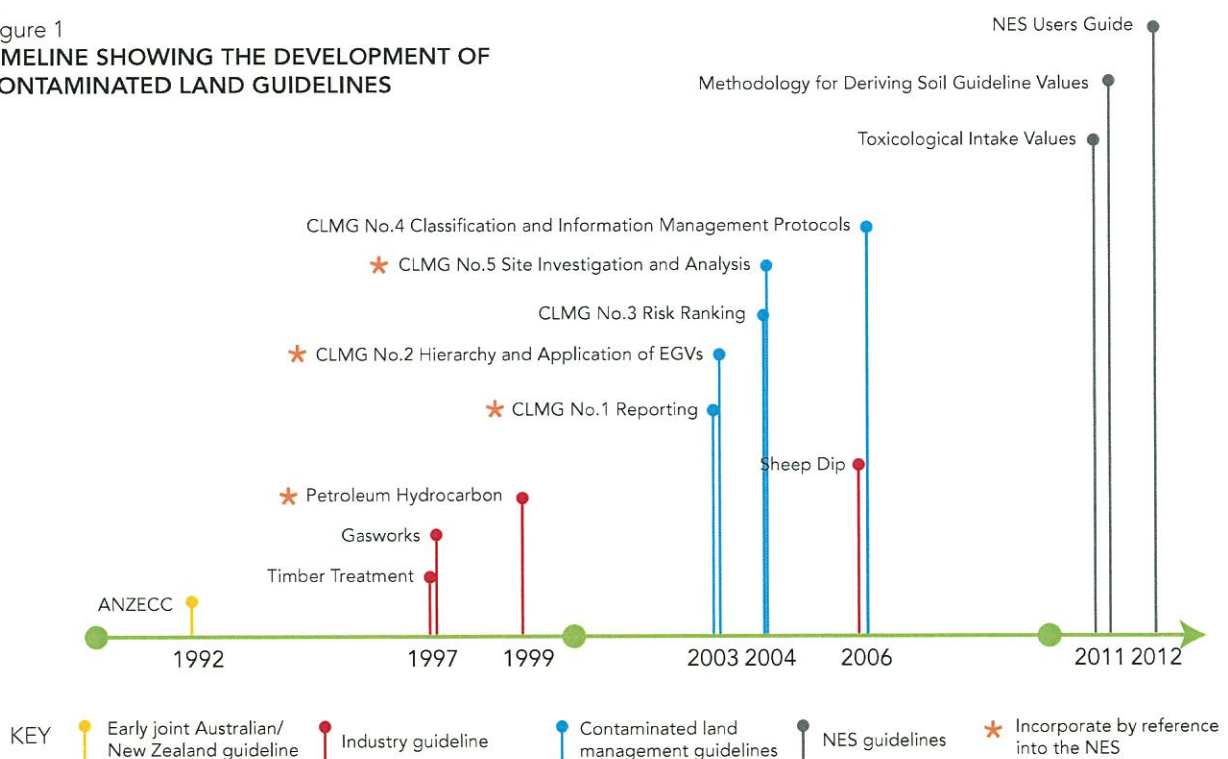 gure 1
MELINE SHOWING THE DEVELOPMENT OF
ONTAMINATED LAND GUIDELINES
NES Users Guide
Methodology for Deriving Soil Guideline Values
Toxicological Intake Values
CLMG No.4 Classification and Information Management Protocols
* CLMG No.5 Site Investigation and Analysis
CLMG No.3 Risk Ranking
* CLMG No.2 Hierarchy and Application of EGVs
* CLMG No.1 Reporting
Sheep Dip
* Petroleum Hydrocarbon
Gasworks
Timber Treatment
ANZECC
1992 1997 1999 2003 2004 2006 2011 2012
KEY
Early joint Australian/
New Zealand guideline
Industry guideline
Contaminated land
management guidelines
NES guidelines
* Incorporate by reference
into the NES